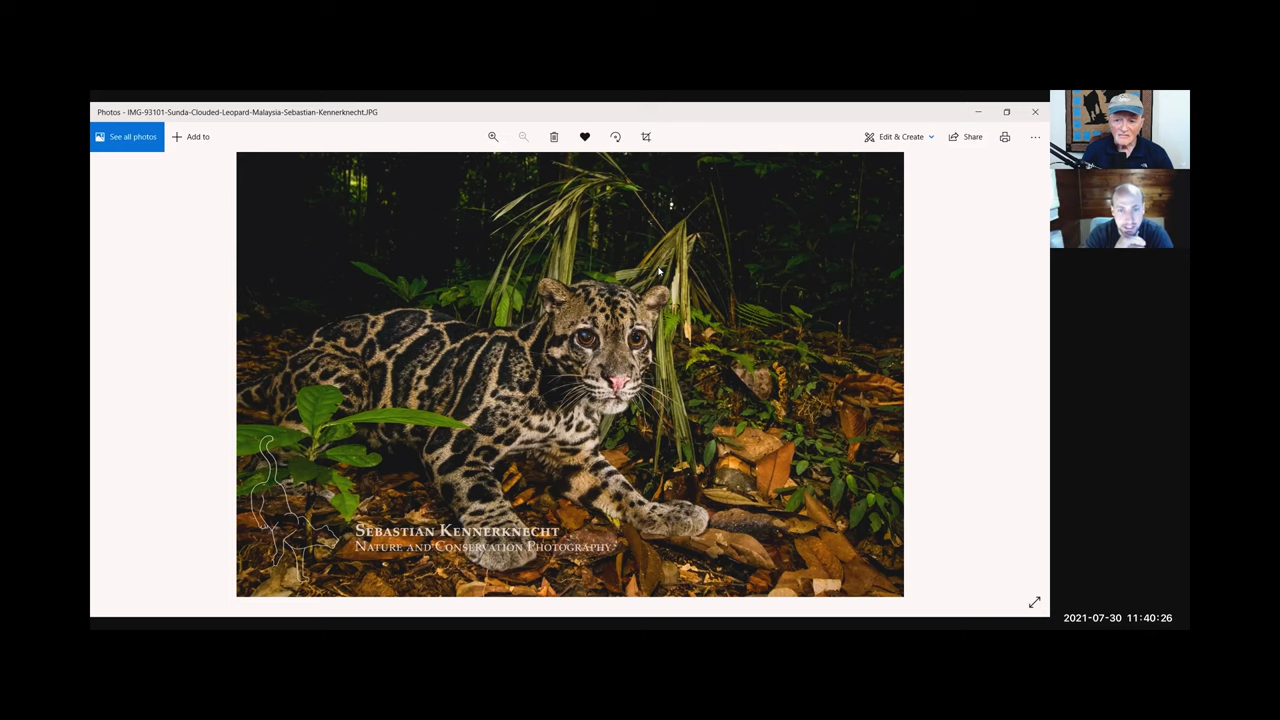 Photos - IMG-93101-Sunda-Clouded-Leopard-Malaysia-Sebastian-Kennerknecht.JPG
See all photos
Add to
Edit & Create
Share
Sebastian Kennerknecht
Nature and Conservation Photography
2021-07-30 11:40:26